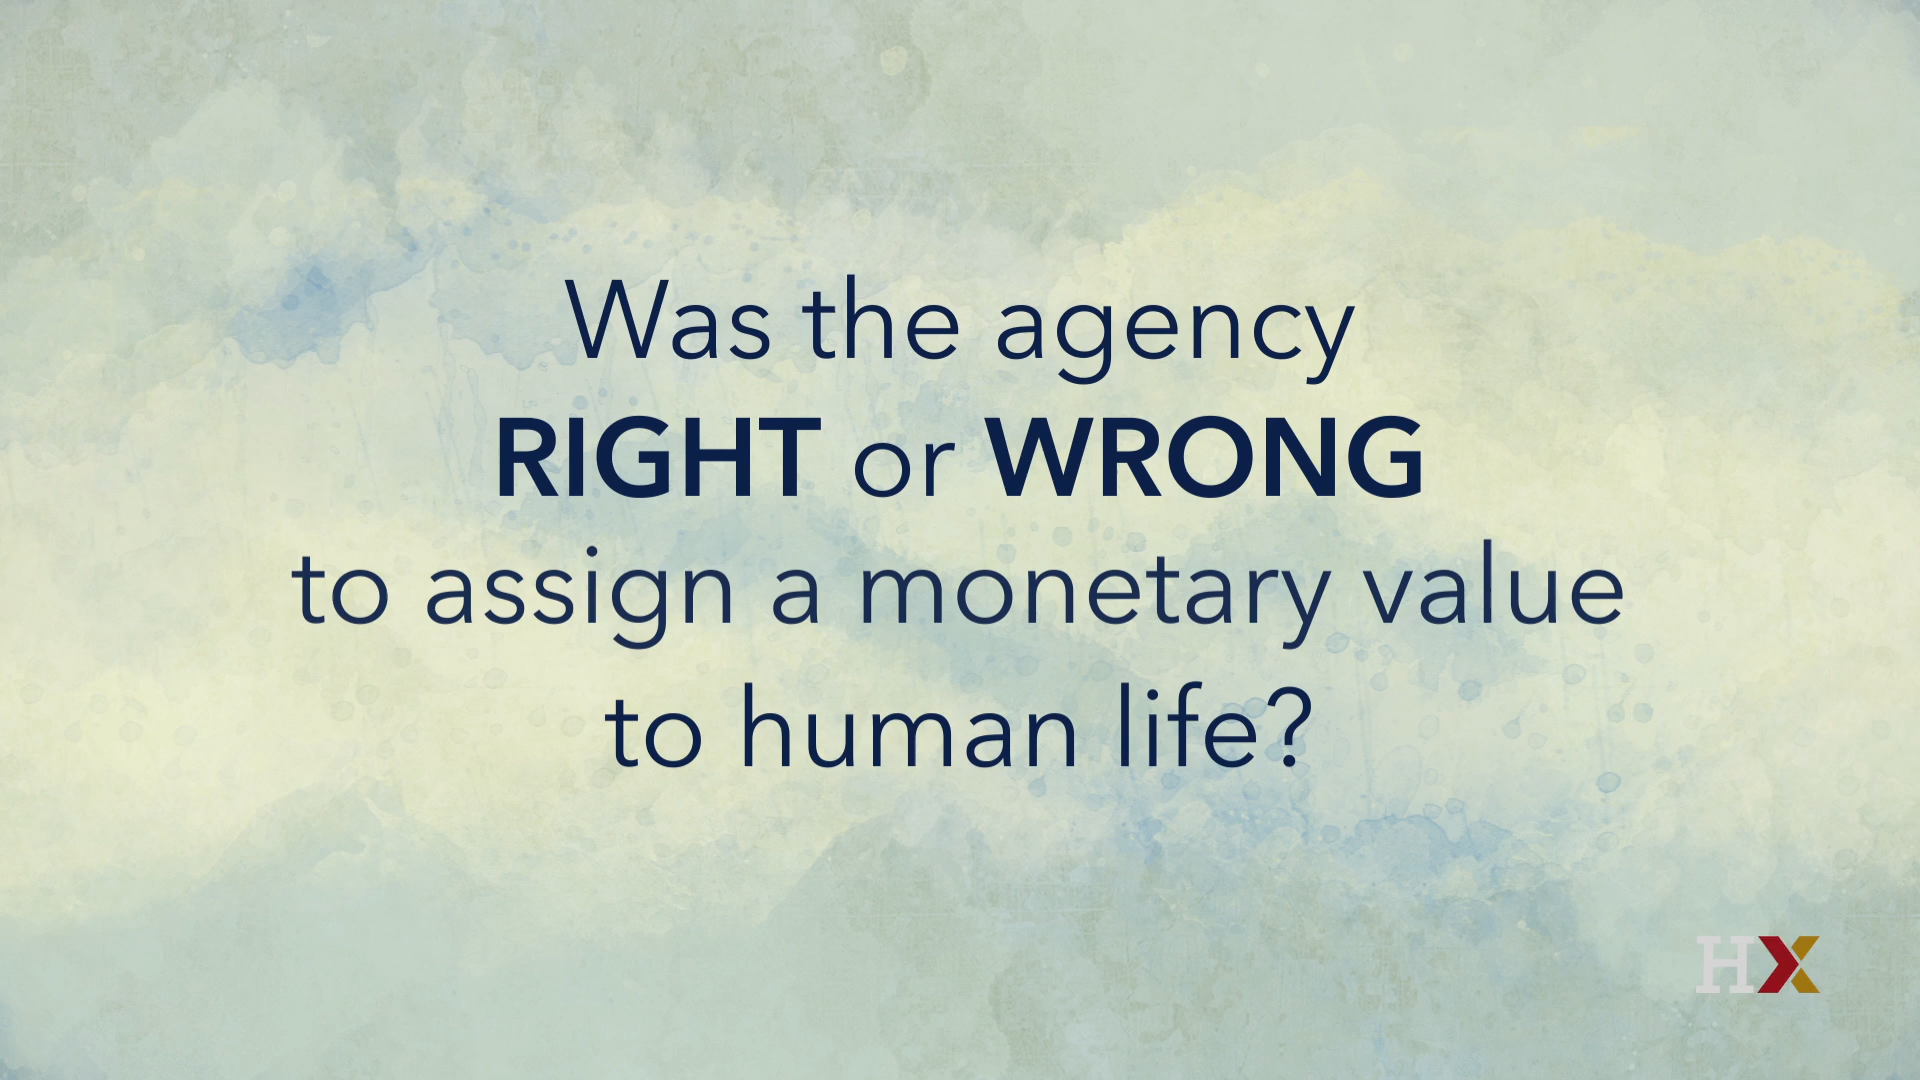 Was the agency
RIGHT or WRONG
to assign a monetary value
to human life?
HX